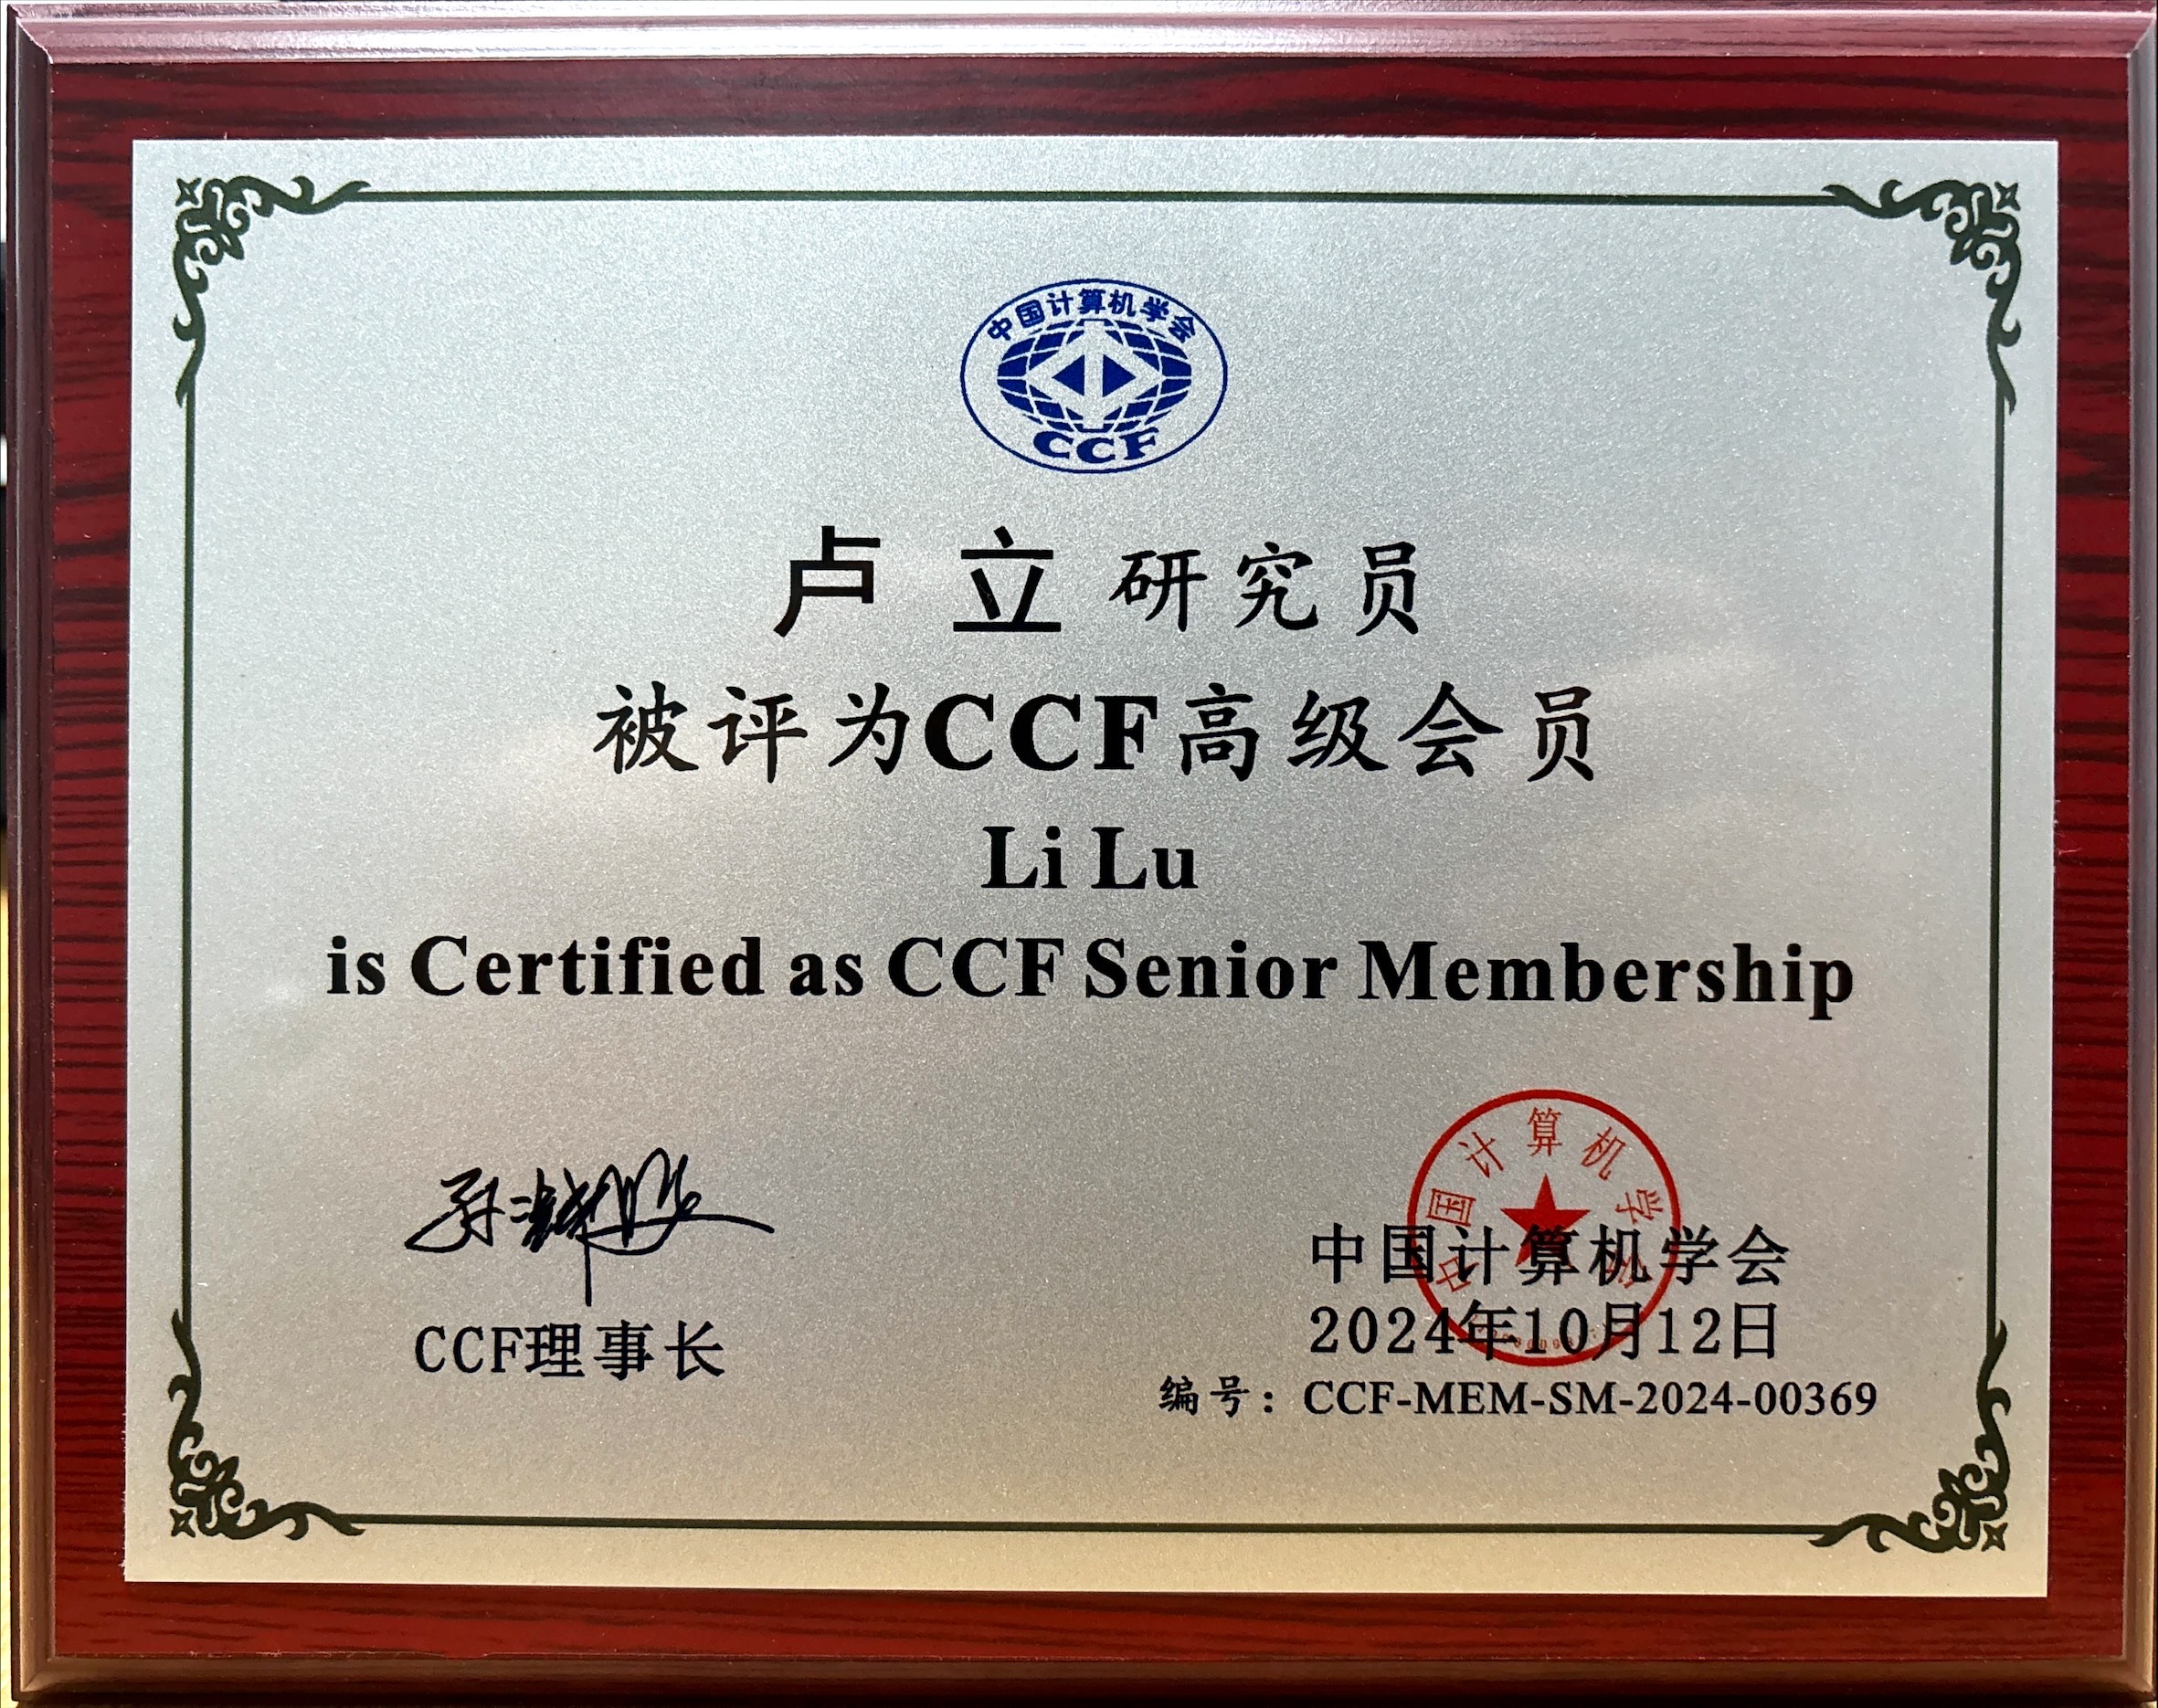 中国计算机学会
CCF
卢 立 研究员
被评为CCF高级会员
Li Lu
is Certified as CCF Senior Membership
中国计算机学会
CCF理事长
中国计算机学会
2024年10月12日
编号：CCF-MEM-SM-2024-00369